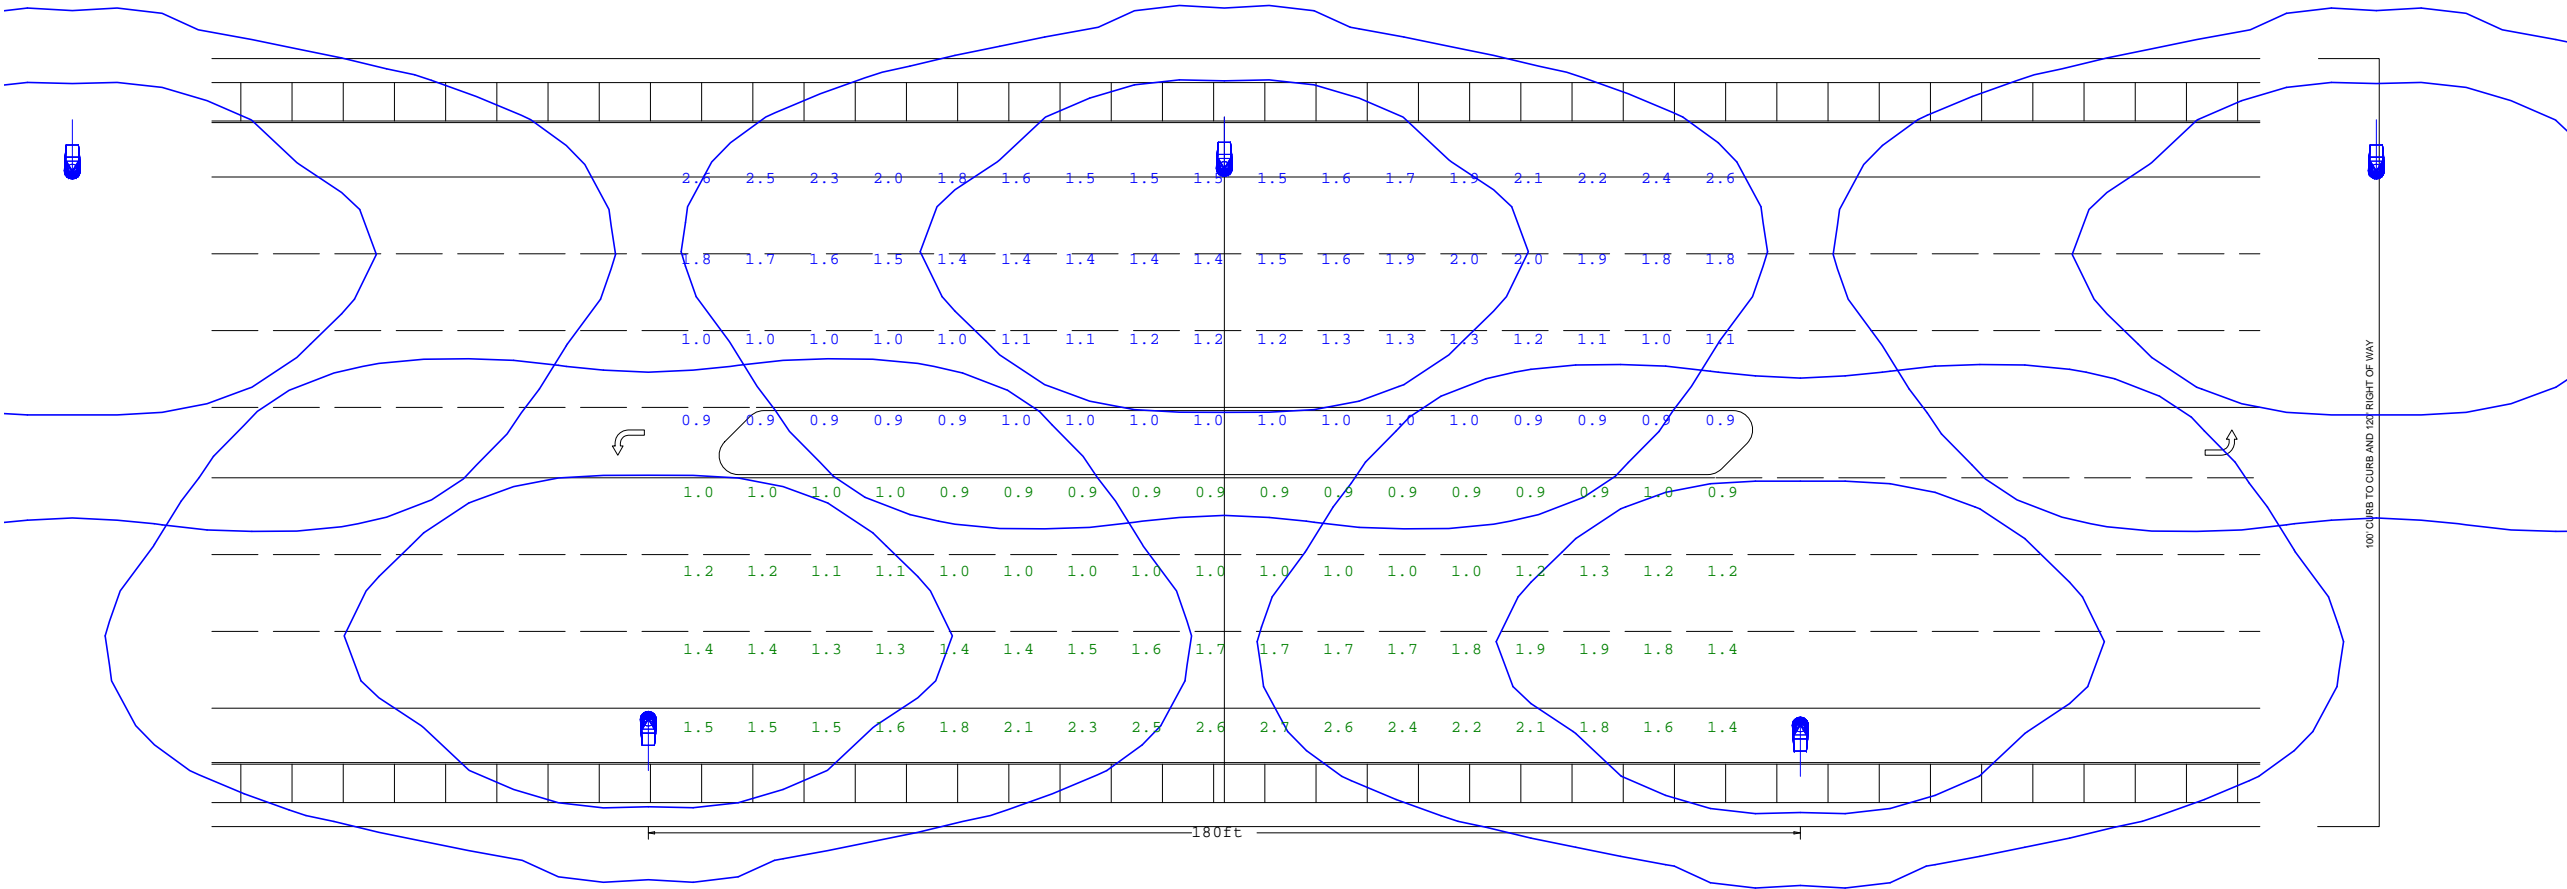 2.6 2.5 2.3 2.0 1.8 1.6 1.5 1.5 1.5 1.5 1.6 1.7 1.9 2.1 2.2 2.4 2.6
1.8 1.7 1.6 1.5 1.4 1.4 1.4 1.4 1.4 1.5 1.6 1.9 2.0 2.0 1.9 1.8 1.8
1.0 1.0 1.0 1.0 1.0 1.1 1.1 1.2 1.2 1.2 1.3 1.3 1.3 1.2 1.1 1.0 1.1
0.9 0.9 0.9 0.9 0.9 1.0 1.0 1.0 1.0 1.0 1.0 1.0 1.0 0.9 0.9 0.9 0.9
1.0 1.0 1.0 1.0 0.9 0.9 0.9 0.9 0.9 0.9 0.9 0.9 0.9 0.9 0.9 1.0 0.9
1.2 1.2 1.1 1.1 1.0 1.0 1.0 1.0 1.0 1.0 1.0 1.0 1.0 1.2 1.3 1.2 1.2
1.4 1.4 1.3 1.3 1.4 1.4 1.5 1.6 1.7 1.7 1.7 1.7 1.8 1.9 1.9 1.8 1.4
1.5 1.5 1.5 1.6 1.8 2.1 2.3 2.5 2.6 2.7 2.6 2.4 2.2 2.1 1.8 1.6 1.4
180ft
100' CURB TO CURB AND 120' RIGHT OF WAY